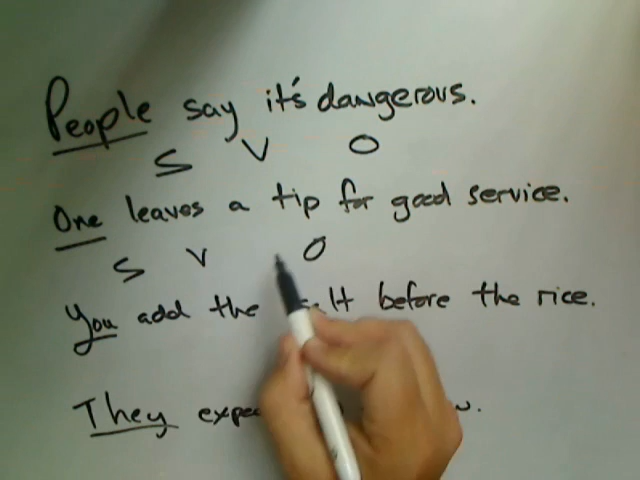 People say it's dangerous.
S V O
One leaves a tip for good service.
S V O
You add the before the rice.
They